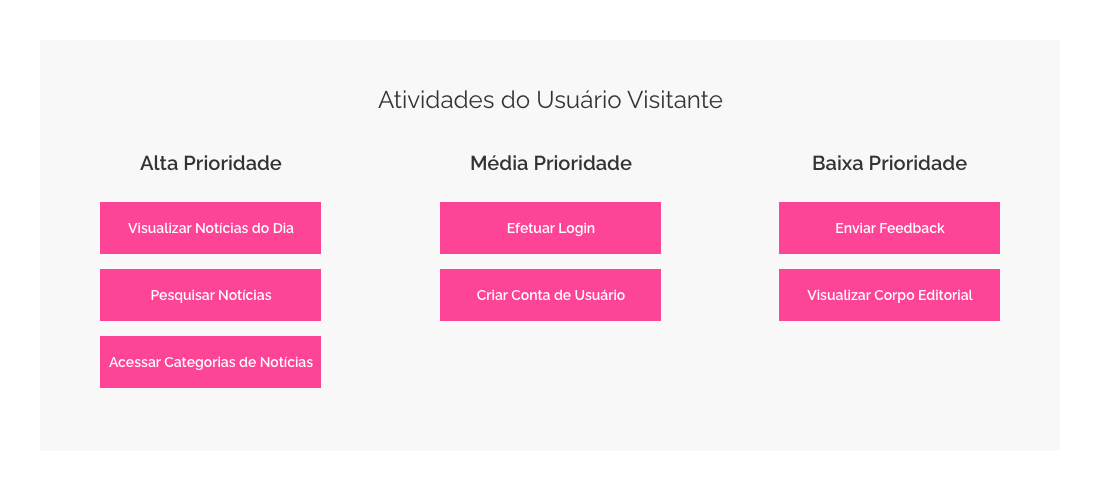 Atividades do Usuário Visitante
Alta Prioridade
Visualizar Notícias do Dia
Pesquisar Notícias
Acessar Categorias de Notícias
Média Prioridade
Efetuar Login
Criar Conta de Usuário
Baixa Prioridade
Enviar Feedback
Visualizar Corpo Editorial